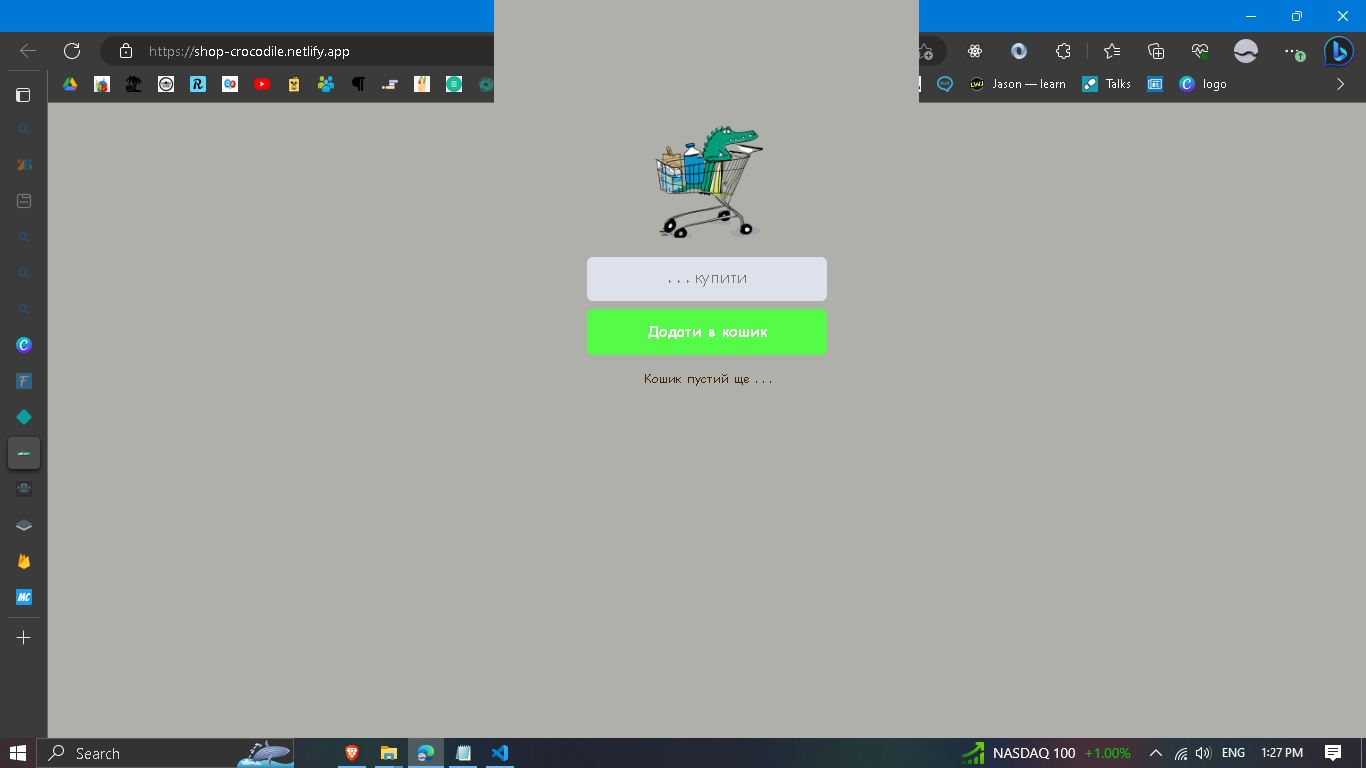 https://shop-crocodile.netlify.app
Jason — learn
Talks
logo
... купити
Додати в кошик
Кошик пустий ще ...
Search
NASDAQ 100 +1.00%
ENG
1:27 PM